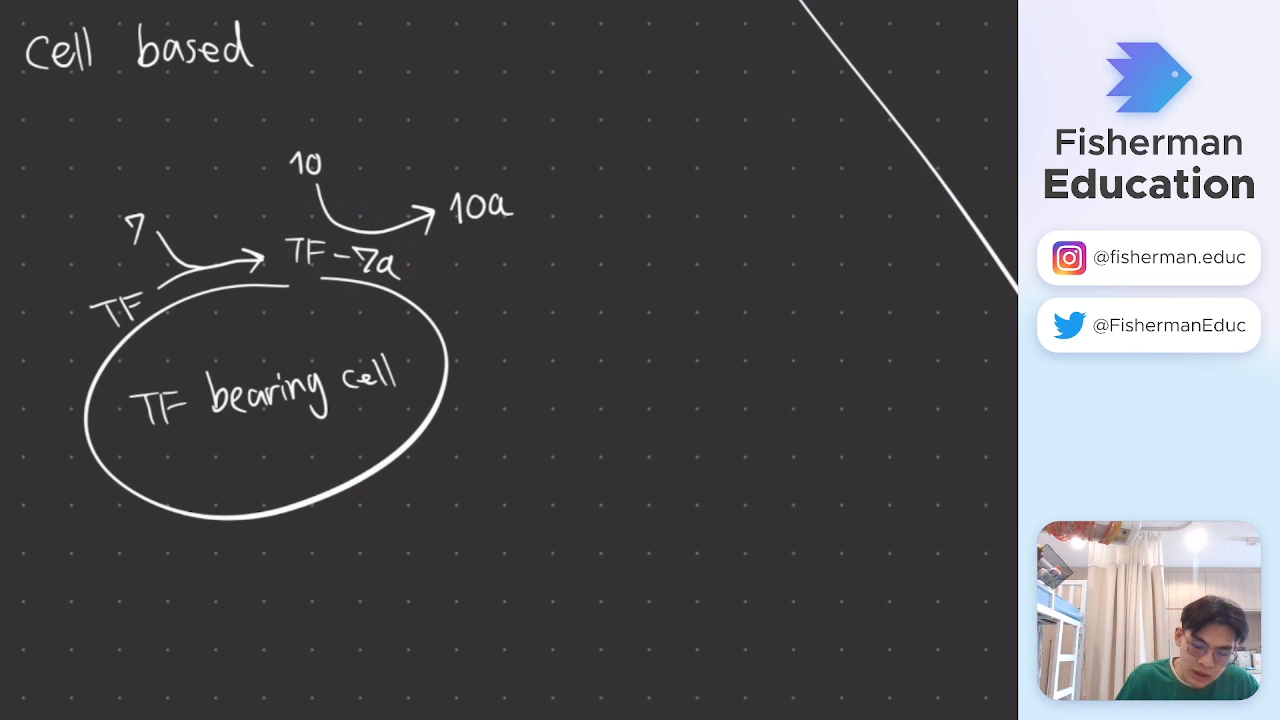 cell based
10
10a
7
TF-7a
TF
TF bearing cell
Fisherman
Education
@fisherman.educ
@FishermanEduc